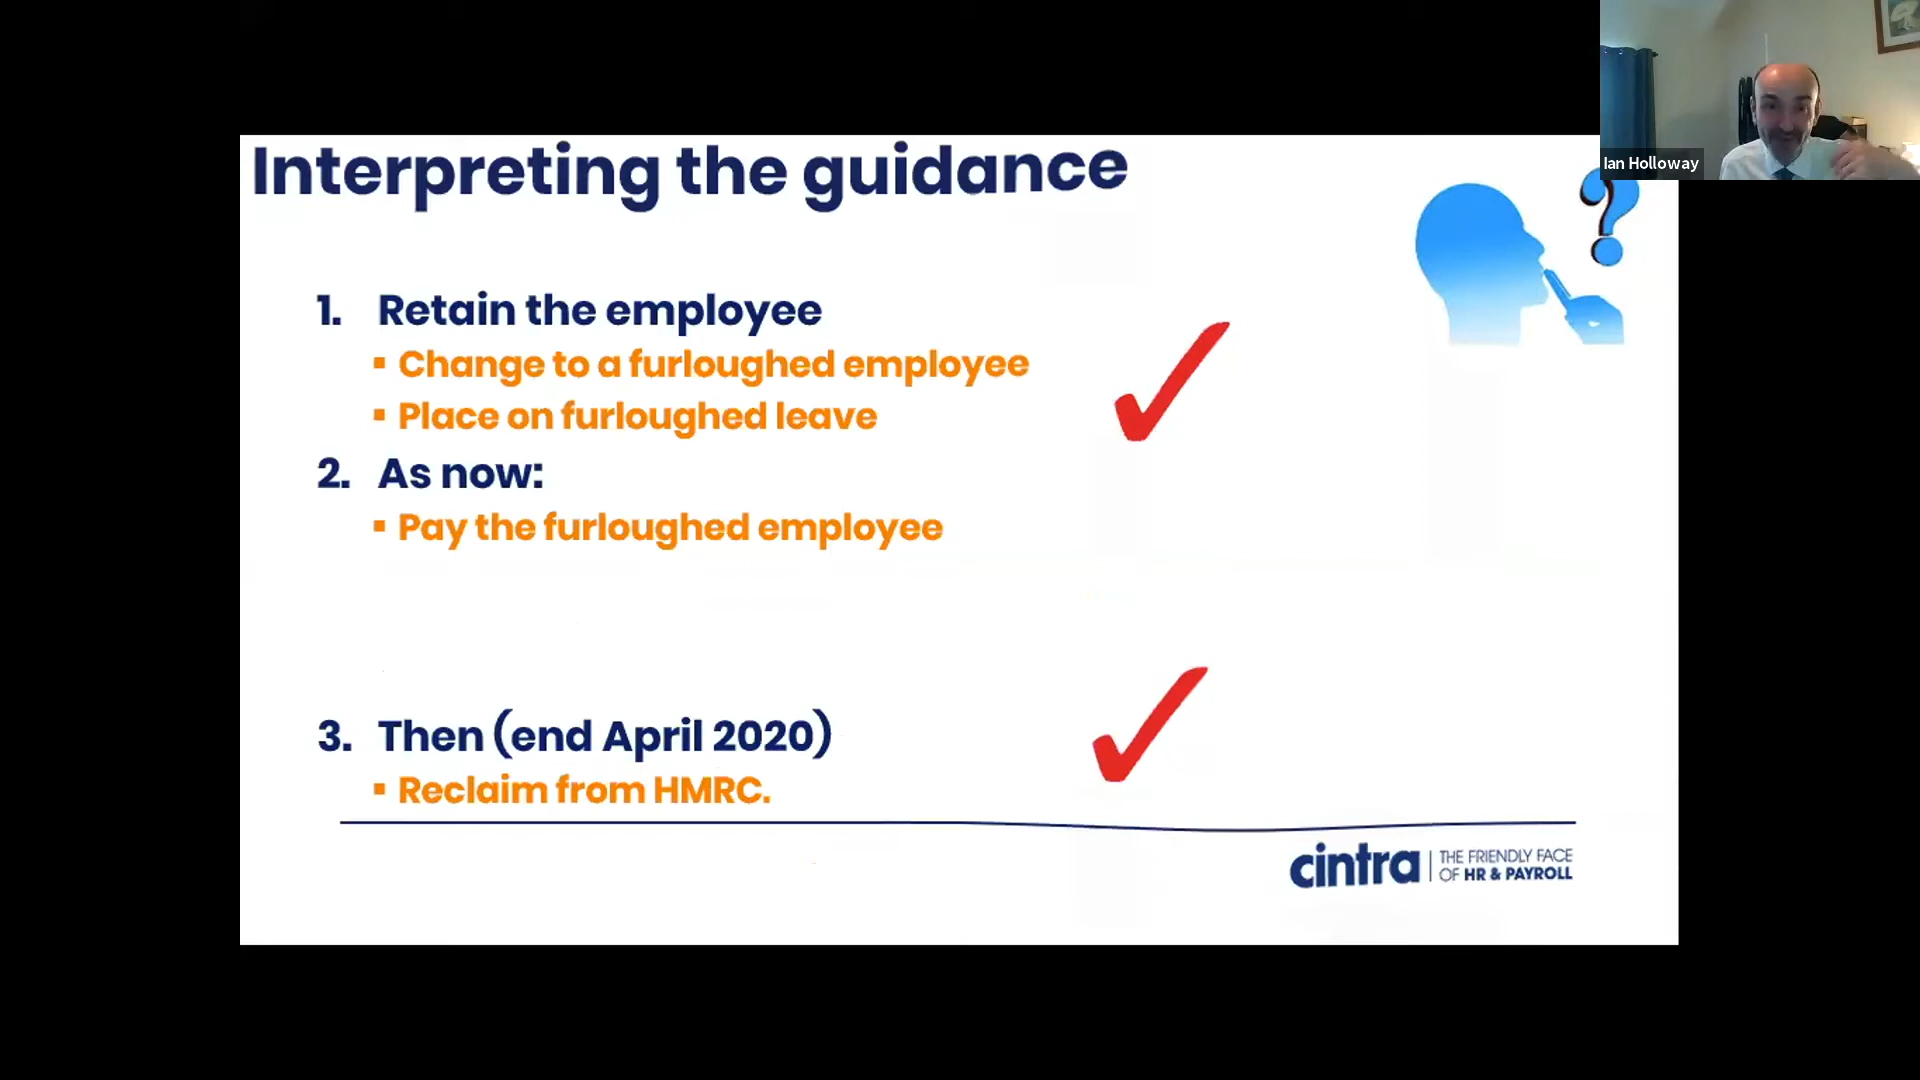 Ian Holloway
Interpreting the guidance
?
1. Retain the employee
▪ Change to a furloughed employee
▪ Place on furloughed leave
2. As now:
▪ Pay the furloughed employee
3. Then (end April 2020)
▪ Reclaim from HMRC.
cintra
THE FRIENDLY FACE
OF HR & PAYROLL